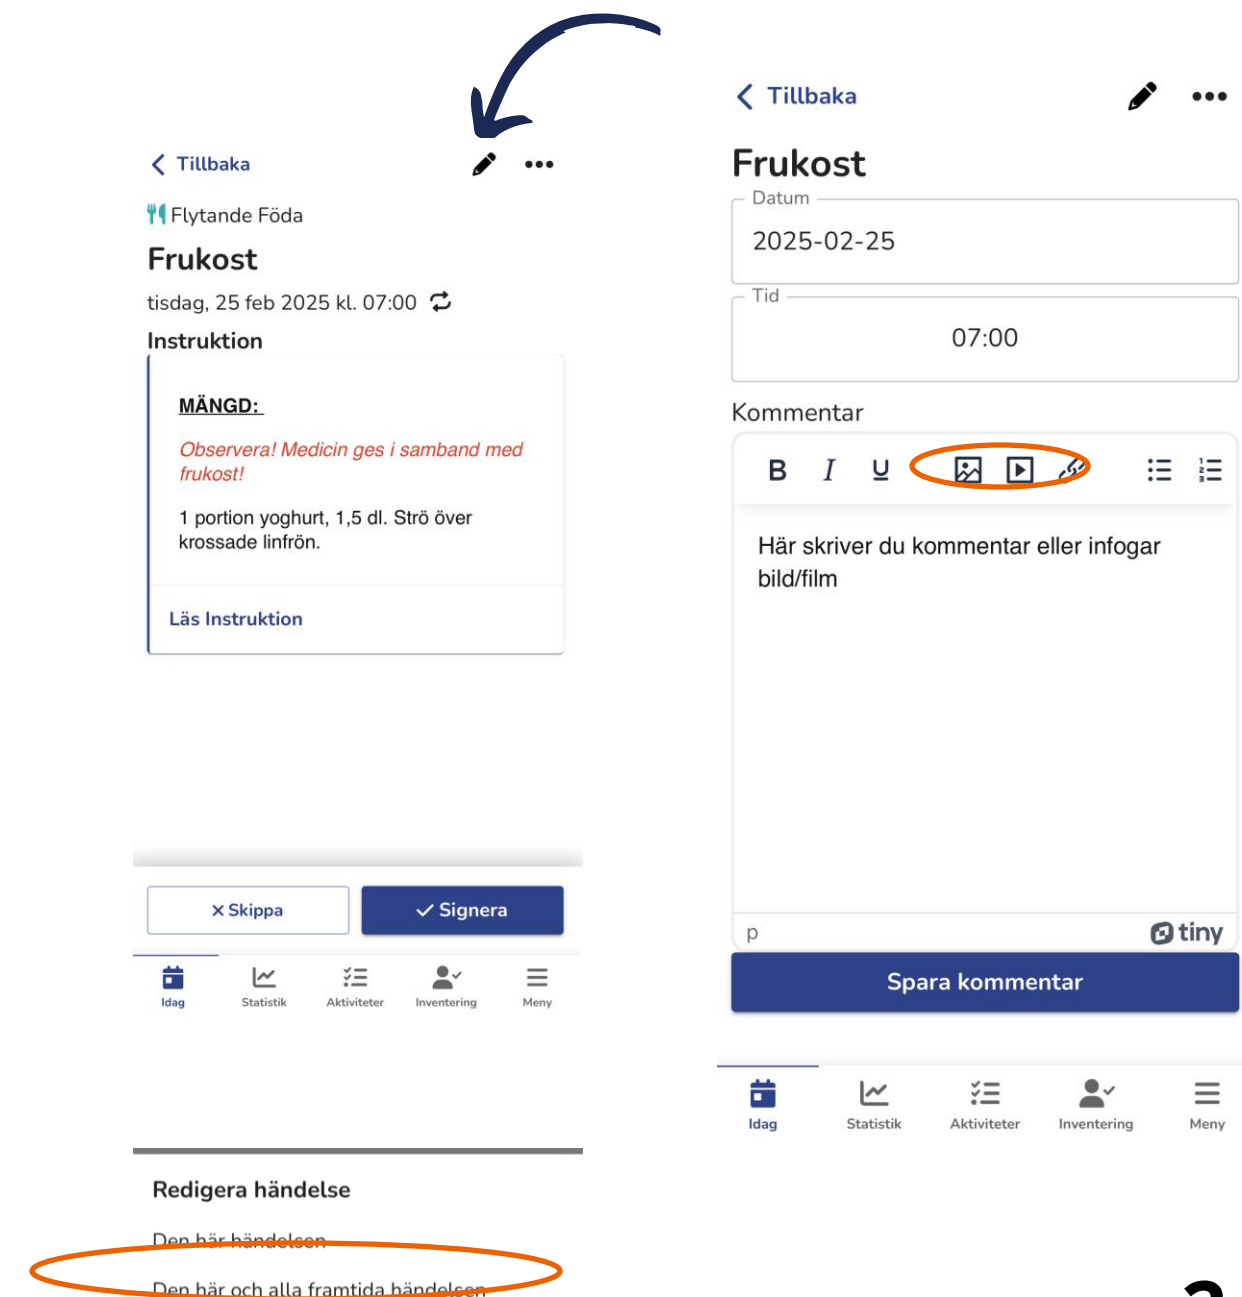 Tillbaka
Flytande Föda
Frukost
tisdag, 25 feb 2025 kl. 07:00
Instruktion
MÄNGD:
Observera! Medicin ges i samband med
frukost!
1 portion yoghurt, 1,5 dl. Strö över
krossade linfrön.
Läs Instruktion
Skippa
Signera
Idag
Statistik
Aktiviteter
Inventering
Meny
Redigera händelse
Den här händelsen
Den här och alla framtida händelsen
Tillbaka
Frukost
Datum
2025-02-25
Tid
07:00
Kommentar
B I U
Här skriver du kommentar eller infogar
bild/film
p
tiny
Spara kommentar
Idag
Statistik
Aktiviteter
Inventering
Meny